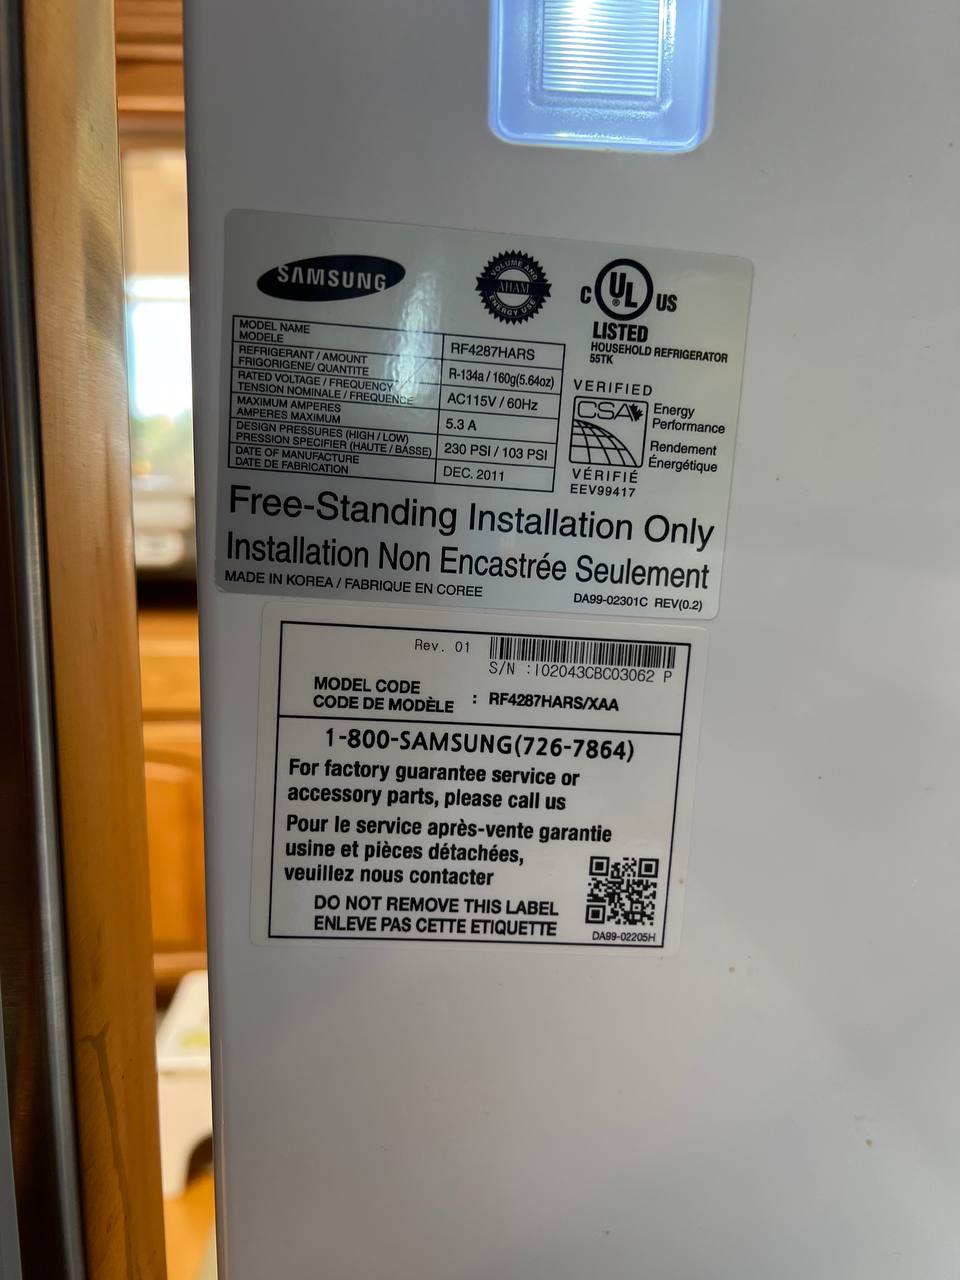 SAMSUNG
VOLUME AND
AHAM
ENERGY USE
C UL US
®
LISTED
HOUSEHOLD REFRIGERATOR
55TK
MODEL NAME
MODELE
RF4287HARS
REFRIGERANT / AMOUNT
FRIGORIGENE/ QUANTITE
R-134a / 160g(5.64oz)
RATED VOLTAGE / FREQUENCY
TENSION NOMINALE / FREQUENCE
AC115V / 60Hz
MAXIMUM AMPERES
AMPERES MAXIMUM
5.3 A
DESIGN PRESSURES (HIGH / LOW)
PRESSION SPECIFIER (HAUTE / BASSE)
230 PSI / 103 PSI
DATE OF MANUFACTURE
DATE DE FABRICATION
DEC. 2011
VERIFIED
CSA
Energy
Performance
Rendement
Énergétique
VÉRIFIÉ
EEV99417
Free-Standing Installation Only
Installation Non Encastrée Seulement
MADE IN KOREA / FABRIQUE EN COREE
DA99-02301C REV(0.2)
Rev. 01
S/N :I02043CBC03062 P
MODEL CODE
CODE DE MODÈLE : RF4287HARS/XAA
1-800-SAMSUNG(726-7864)
For factory guarantee service or
accessory parts, please call us
Pour le service après-vente garantie
usine et pièces détachées,
veuillez nous contacter
DO NOT REMOVE THIS LABEL
ENLEVE PAS CETTE ETIQUETTE
DA99-02205H